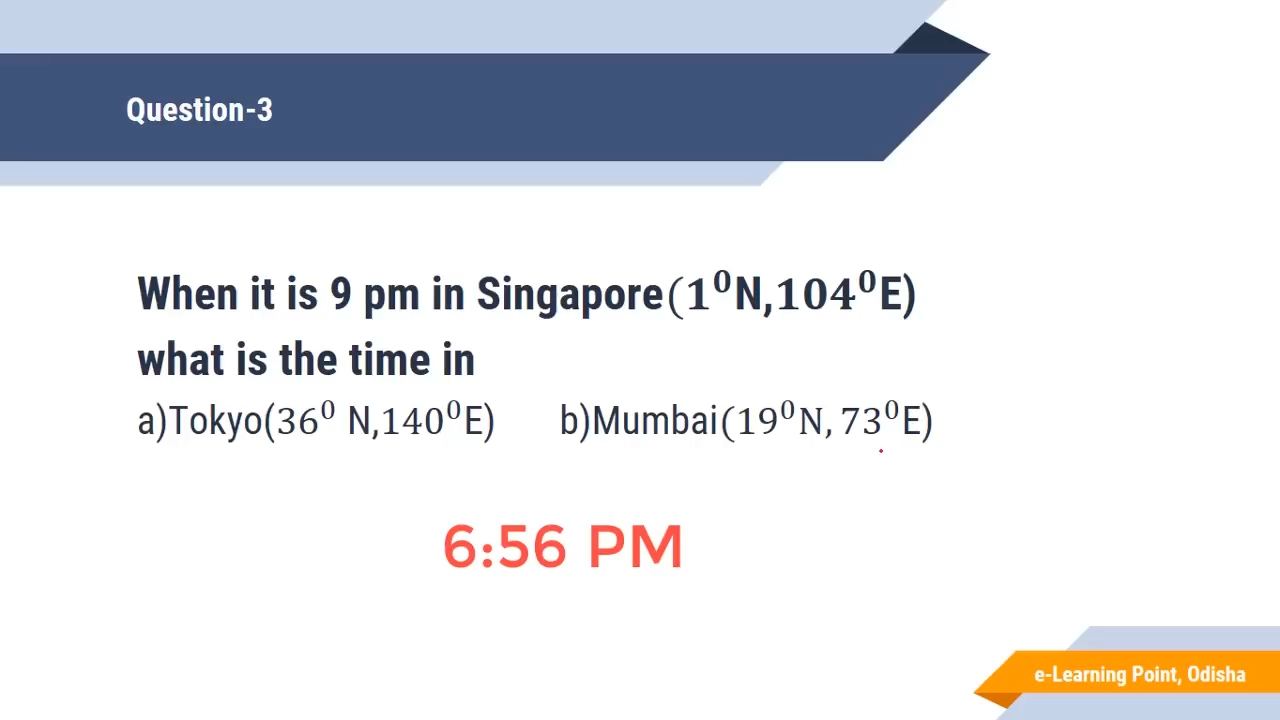 Question-3
When it is 9 pm in Singapore(1⁰N,104⁰E)
what is the time in
a)Tokyo(36⁰ N,140⁰E) b)Mumbai(19⁰N, 73⁰E)
6:56 PM
e-Learning Point, Odisha